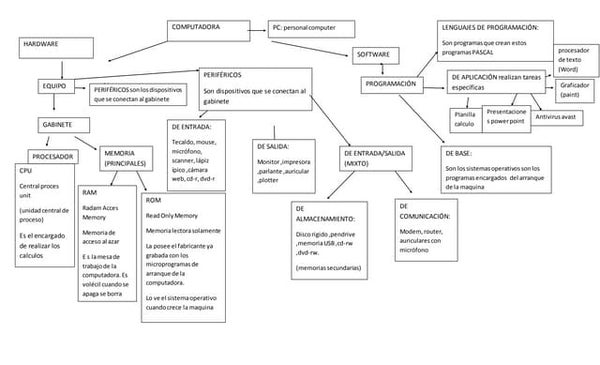 COMPUTADORA
PC: personal computer
HARDWARE
SOFTWARE
LENGUAJES DE PROGRAMACIÓN:
Son programas que crean estos
programas PASCAL
EQUIPO
PERIFÉRICOS son los dispositivos
que se conectan al gabinete
PERIFÉRICOS
Son dispositivos que se conectan al
gabinete
PROGRAMACIÓN
DE APLICACIÓN realizan tareas
especificas
procesador
de texto
(Word)
Graficador
(paint)
Planilla
calculo
Presentacione
s power point
Antivirus avast
GABINETE
PROCESADOR
MEMORIA
(PRINCIPALES)
DE ENTRADA:
Tecaldo, mouse,
micrófono,
scanner, lápiz
ípico ,cámara
web, cd-r, dvd-r
DE SALIDA:
Monitor ,impresora
,parlante ,auricular
,plotter
DE ENTRADA/SALIDA
(MIXTO)
DE BASE:
Son los sistemas operativos son los
programas encargados del arranque
de la maquina
CPU
Central proces
unit
(unidad central de
proceso)
Es el encargado
de realizar los
calculos
RAM
Radam Acces
Memory
Memoria de
acceso al azar
E s la mesa de
trabajo de la
computadora. Es
volécil cuando se
apaga se borra
ROM
Read Only Memory
Memoria lectora solamente
La posee el fabricante ya
grabada con los
microprogramas de
arranque de la
computadora.
Lo ve el sistema operativo
cuando crece la maquina
DE
ALMACENAMIENTO:
Disco rigido ,pendrive
,memoria USB ,cd-rw
,dvd-rw.
(memorias secundarias)
DE
COMUNICACIÓN:
Modem, router,
auriculares con
micrófono